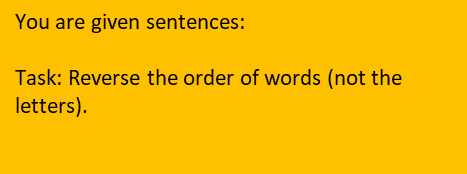 You are given sentences:
Task: Reverse the order of words (not the
letters).